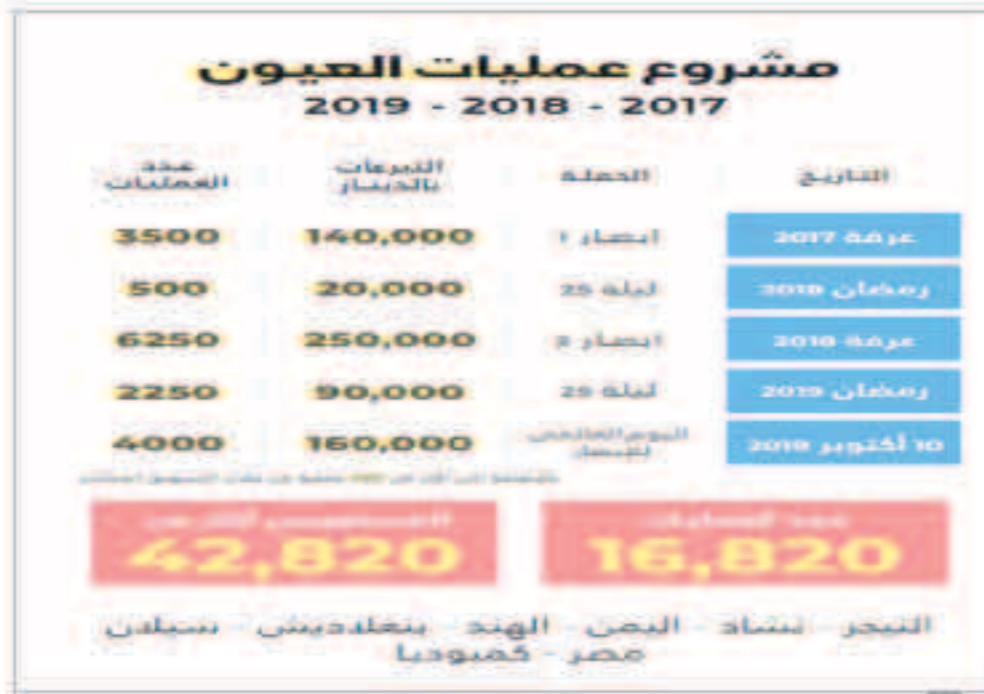 مشروع عمليات العيون
2017 - 2018 - 2019
التاريخ الحملة التبرعات بالدينار عدد العمليات
عرفة 2017 ابصار 1 140,000 3500
رمضان 2018 ليلة 25 20,000 500
عرفة 2018 ابصار 2 250,000 6250
رمضان 2019 ليلة 25 90,000 2250
10 أكتوبر 2019 اليوم العالمي للإبصار 160,000 4000
عدد العمليات
16,820
المستفيدين أكثر من
42,820
النيجر - تشاد - اليمن - الهند - بنغلاديش - سيلان
مصر - كمبوديا